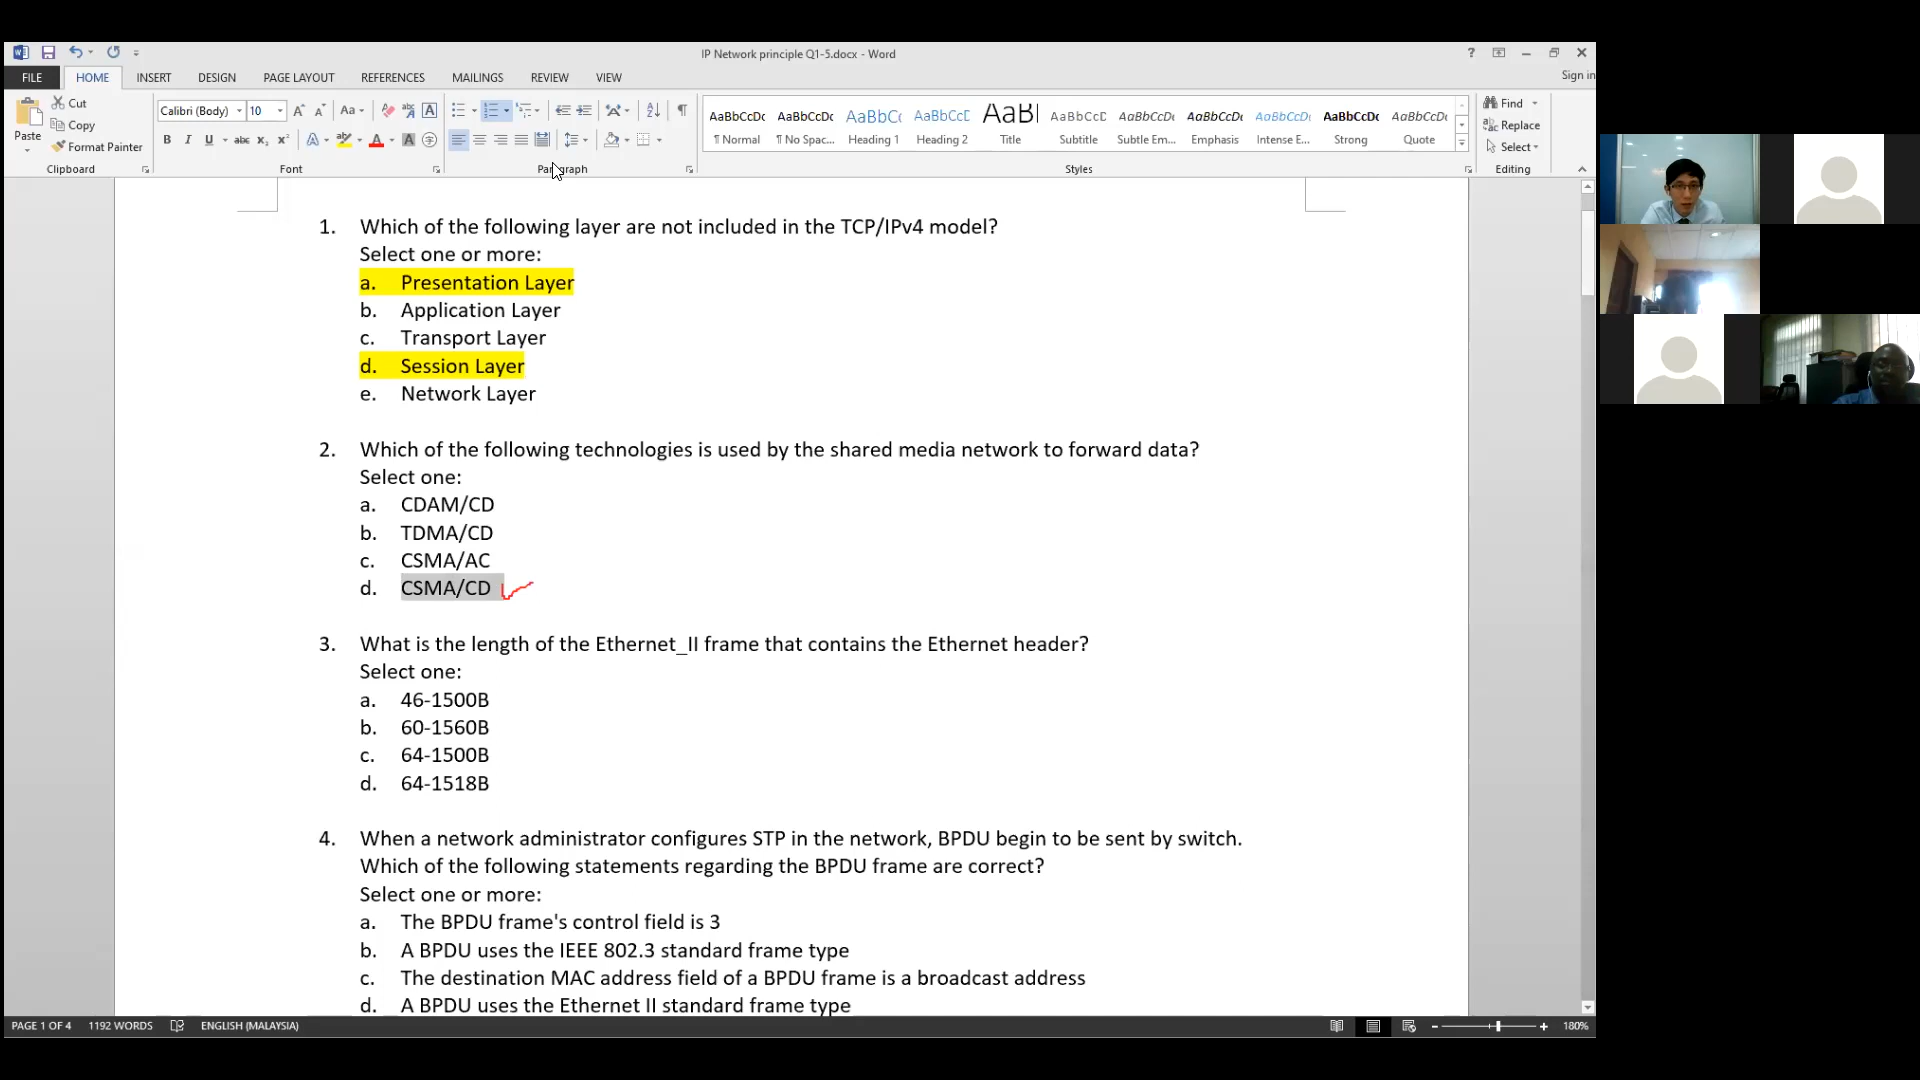 IP Network principle Q1-5.docx - Word
Sign in
FILE HOME INSERT DESIGN PAGE LAYOUT REFERENCES MAILINGS REVIEW VIEW
Paste
Cut
Copy
Format Painter
Clipboard
Calibri (Body) 10
Font
Paragraph
AaBbCcDc AaBbCcDc AaBbC( AaBbCcE AaB AaBbCcC AaBbCcDc AaBbCcDc AaBbCcDc AaBbCcDc AaBbCcDc
¶ Normal ¶ No Spac... Heading 1 Heading 2 Title Subtitle Subtle Em... Emphasis Intense E... Strong Quote
Styles
Find
Replace
Select
Editing
1. Which of the following layer are not included in the TCP/IPv4 model?
Select one or more:
a. Presentation Layer
b. Application Layer
c. Transport Layer
d. Session Layer
e. Network Layer
2. Which of the following technologies is used by the shared media network to forward data?
Select one:
a. CDAM/CD
b. TDMA/CD
c. CSMA/AC
d. CSMA/CD
3. What is the length of the Ethernet_II frame that contains the Ethernet header?
Select one:
a. 46-1500B
b. 60-1560B
c. 64-1500B
d. 64-1518B
4. When a network administrator configures STP in the network, BPDU begin to be sent by switch.
Which of the following statements regarding the BPDU frame are correct?
Select one or more:
a. The BPDU frame's control field is 3
b. A BPDU uses the IEEE 802.3 standard frame type
c. The destination MAC address field of a BPDU frame is a broadcast address
d. A BPDU uses the Ethernet II standard frame type
PAGE 1 OF 4 1192 WORDS ENGLISH (MALAYSIA) 180%